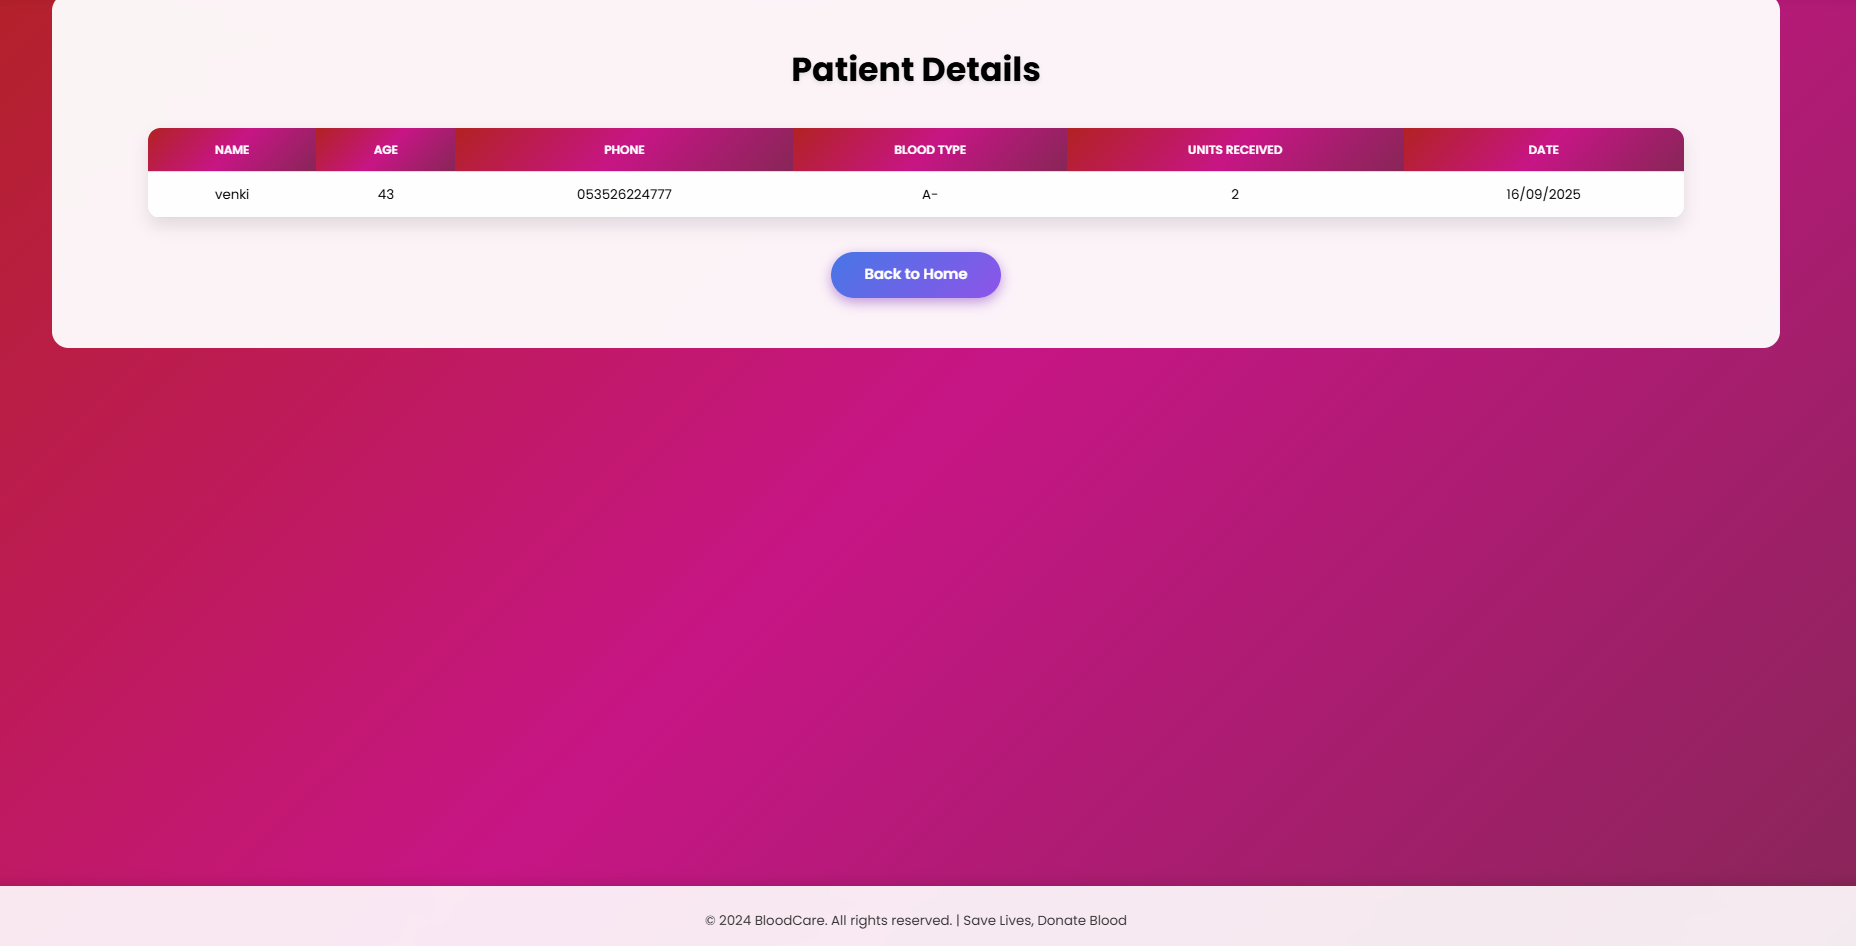 Patient Details
NAME AGE PHONE BLOOD TYPE UNITS RECEIVED DATE
venki 43 053526224777 A- 2 16/09/2025
Back to Home
© 2024 BloodCare. All rights reserved. | Save Lives, Donate Blood